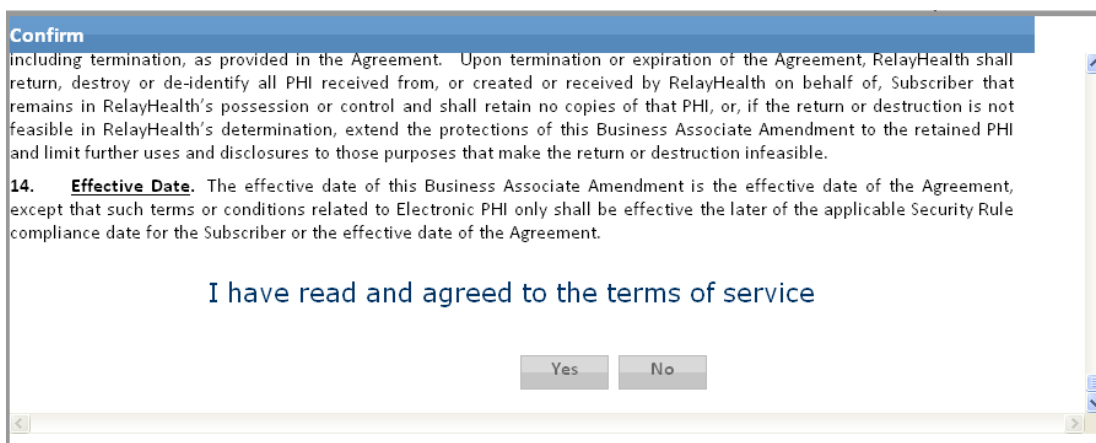 Confirm
including termination, as provided in the Agreement. Upon termination or expiration of the Agreement, RelayHealth shall
return, destroy or de-identify all PHI received from, or created or received by RelayHealth on behalf of, Subscriber that
remains in RelayHealth's possession or control and shall retain no copies of that PHI, or, if the return or destruction is not
feasible in RelayHealth's determination, extend the protections of this Business Associate Amendment to the retained PHI
and limit further uses and disclosures to those purposes that make the return or destruction infeasible.
14. Effective Date. The effective date of this Business Associate Amendment is the effective date of the Agreement,
except that such terms or conditions related to Electronic PHI only shall be effective the later of the applicable Security Rule
compliance date for the Subscriber or the effective date of the Agreement.
I have read and agreed to the terms of service
Yes No